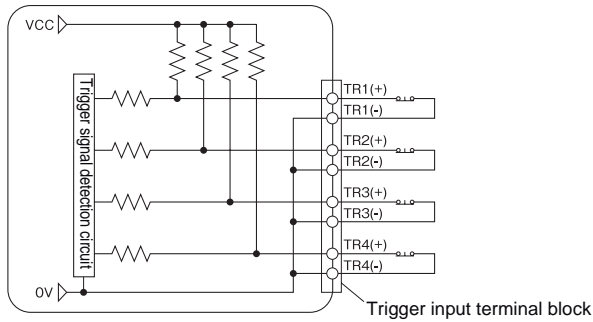 VCC
Trigger signal detection circuit
TR1(+)
TR1(-)
TR2(+)
TR2(-)
TR3(+)
TR3(-)
TR4(+)
TR4(-)
0V
Trigger input terminal block